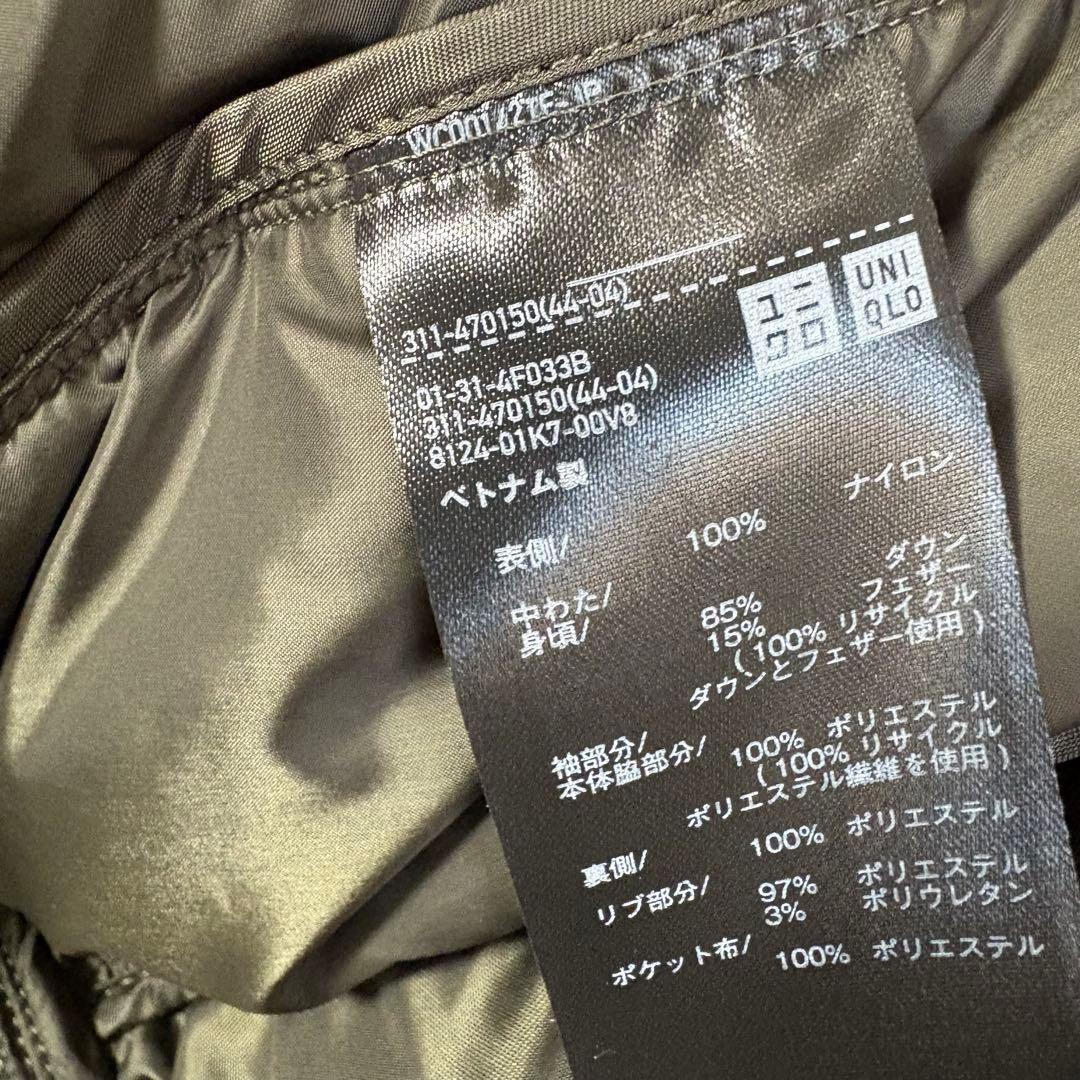 ユニ
クロ
UNI
QLO
311-470150(44-04)
01-31-4F033B
311-470150(44-04)
8124-01K7-00V8
ベトナム製
表側/ 100% ナイロン
中わた/
身頃/ 85% ダウン
15% フェザー
( 100% リサイクル
ダウンとフェザー使用 )
袖部分/
本体脇部分/ 100% ポリエステル
( 100% リサイクル
ポリエステル繊維を使用 )
裏側/ 100% ポリエステル
リブ部分/ 97% ポリエステル
3% ポリウレタン
ポケット布/ 100% ポリエステル